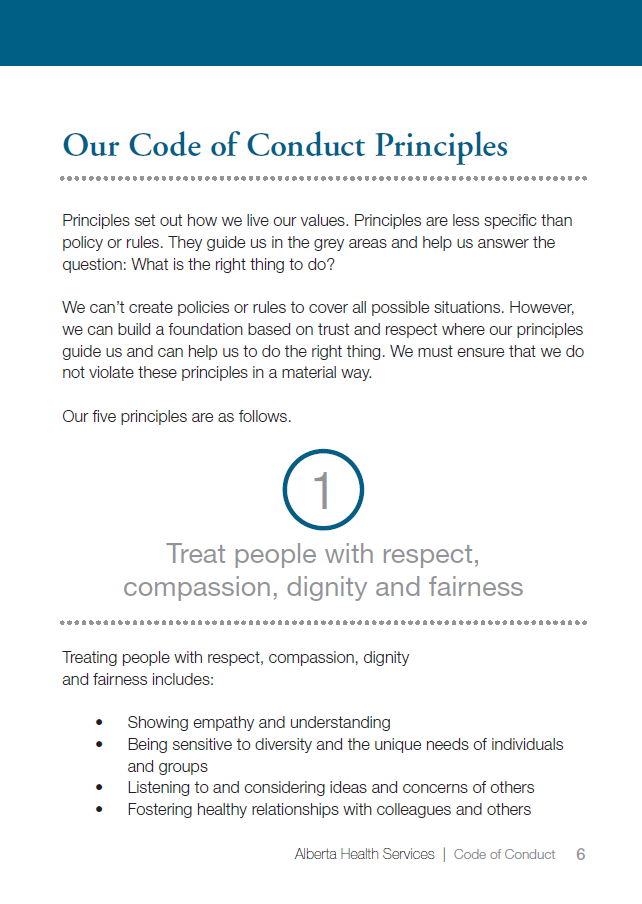 Our Code of Conduct Principles
Principles set out how we live our values. Principles are less specific than
policy or rules. They guide us in the grey areas and help us answer the
question: What is the right thing to do?
We can’t create policies or rules to cover all possible situations. However,
we can build a foundation based on trust and respect where our principles
guide us and can help us to do the right thing. We must ensure that we do
not violate these principles in a material way.
Our five principles are as follows.
1
Treat people with respect,
compassion, dignity and fairness
Treating people with respect, compassion, dignity
and fairness includes:
• Showing empathy and understanding
• Being sensitive to diversity and the unique needs of individuals
and groups
• Listening to and considering ideas and concerns of others
• Fostering healthy relationships with colleagues and others
Alberta Health Services | Code of Conduct 6